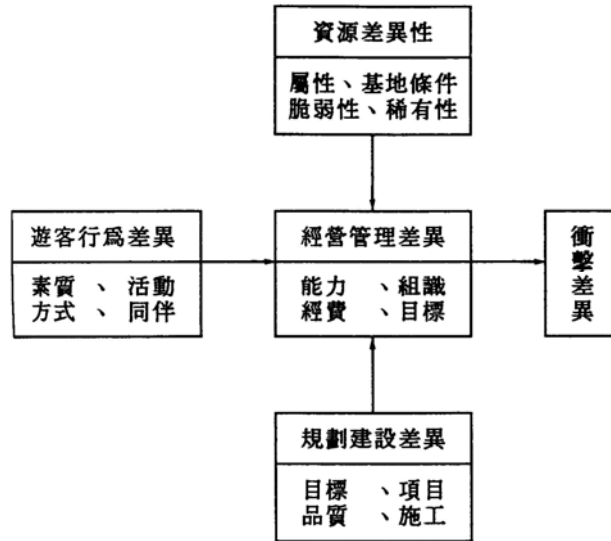 資源差異性
屬性、基地條件
脆弱性、稀有性
遊客行爲差異
素質、活動
方式、同伴
經營管理差異
能力、組識
經費、目標
衝擊差異
規劃建設差異
目標、項目
品質、施工